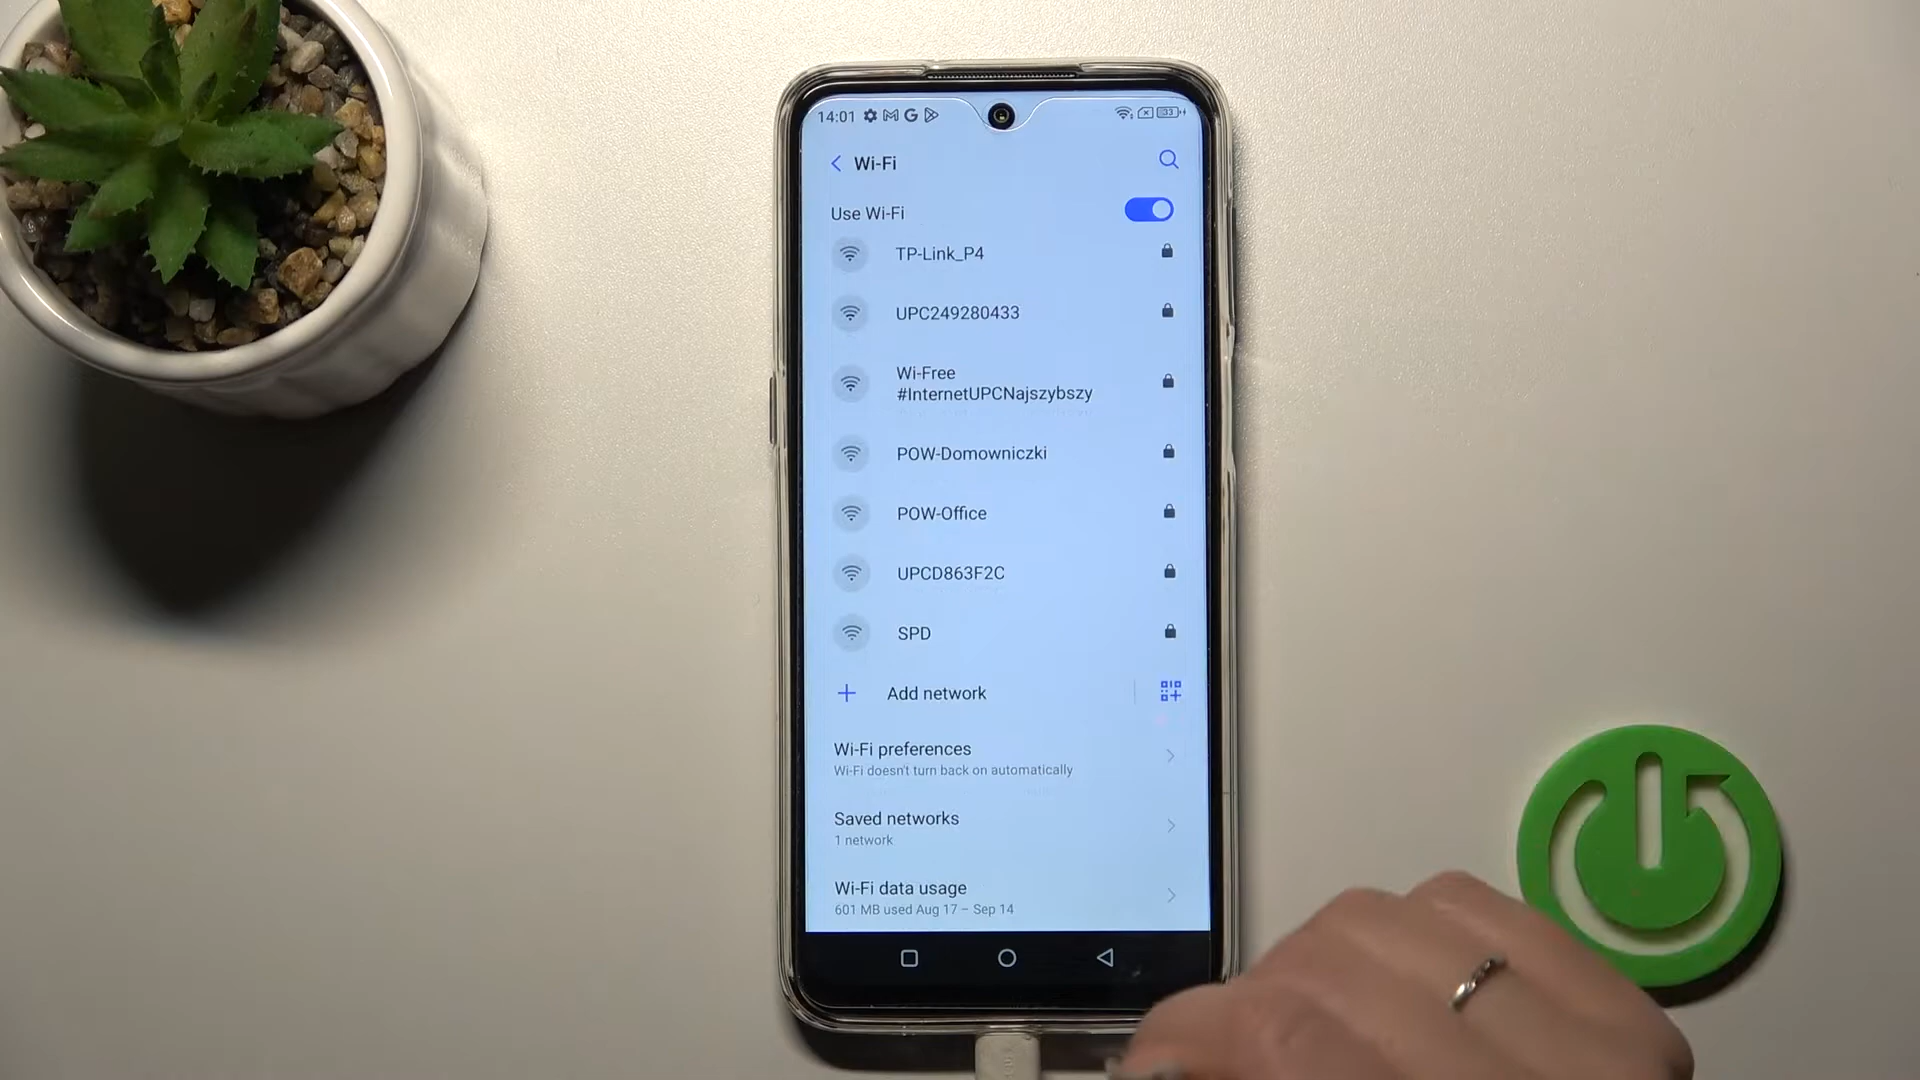 14:01
33
Wi-Fi
Use Wi-Fi
TP-Link_P4
UPC249280433
Wi-Free
#InternetUPCNajszybszy
POW-Domowniczki
POW-Office
UPCD863F2C
SPD
Add network
Wi-Fi preferences
Wi-Fi doesn't turn back on automatically
Saved networks
1 network
Wi-Fi data usage
601 MB used Aug 17 – Sep 14